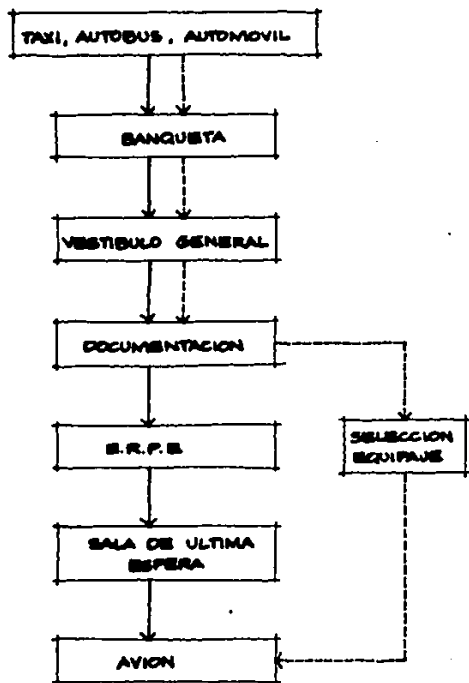 TAXI, AUTOBUS, AUTOMOVIL
BANQUETA
VESTIBULO GENERAL
DOCUMENTACION
E.R.P.E.
SELECCION
EQUIPAJE
SALA DE ULTIMA
ESPERA
AVION